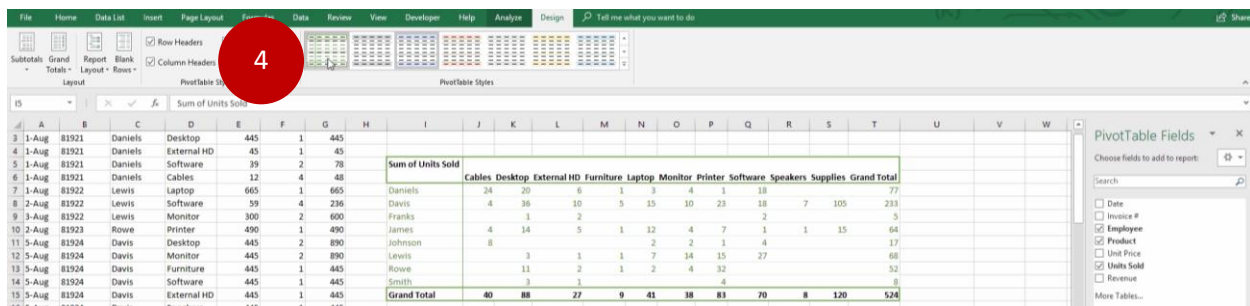 File Home Data List Insert Page Layout Formulas Data Review View Developer Help Analyze Design Tell me what you want to do Share
Row Headers
Subtotals Grand Totals Report Layout Blank Rows Column Headers 4
Layout PivotTable PivotTable Styles
I5 fx Sum of Units Sold
A B C D E F G H I J K L M N O P Q R S T U V W
3 1-Aug 81921 Daniels Desktop 445 1 445
4 1-Aug 81921 Daniels External HD 45 1 45
5 1-Aug 81921 Daniels Software 39 2 78 Sum of Units Sold
6 1-Aug 81921 Daniels Cables 12 4 48 Cables Desktop External HD Furniture Laptop Monitor Printer Software Speakers Supplies Grand Total
7 1-Aug 81922 Lewis Laptop 665 1 665 Daniels 24 20 6 1 3 4 1 18 77
8 2-Aug 81922 Lewis Software 59 4 236 Davis 4 36 10 5 15 10 23 18 7 105 233
9 3-Aug 81922 Lewis Monitor 300 2 600 Franks 1 2 2 5
10 2-Aug 81923 Rowe Printer 490 1 490 James 4 14 5 1 12 4 7 1 1 15 64
11 5-Aug 81924 Davis Desktop 445 2 890 Johnson 8 2 2 1 4 17
12 5-Aug 81924 Davis Monitor 445 2 890 Lewis 3 1 1 7 14 15 27 68
13 5-Aug 81924 Davis Furniture 445 1 445 Rowe 11 2 1 2 4 32 52
14 5-Aug 81924 Davis Software 445 1 445 Smith 3 1 4 8
15 5-Aug 81924 Davis External HD 445 1 445 Grand Total 40 88 27 9 41 38 83 70 8 120 524
PivotTable Fields
Choose fields to add to report:
Search
Date
Invoice #
Employee
Product
Unit Price
Units Sold
Revenue
More Tables...